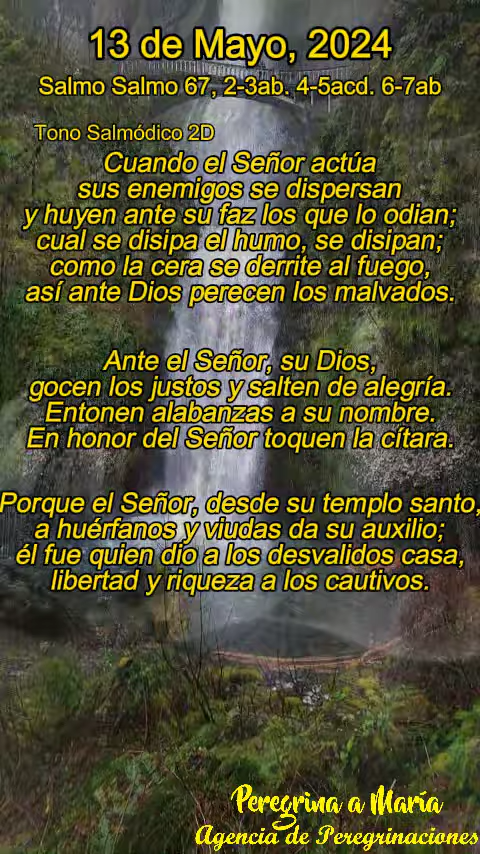 13 de Mayo, 2024
Salmo Salmo 67, 2-3ab. 4-5acd. 6-7ab
Tono Salmódico 2D
Cuando el Señor actúa
sus enemigos se dispersan
y huyen ante su faz los que lo odian;
cual se disipa el humo, se disipan;
como la cera se derrite al fuego,
así ante Dios perecen los malvados.
Ante el Señor, su Dios,
gocen los justos y salten de alegría.
Entonen alabanzas a su nombre.
En honor del Señor toquen la cítara.
Porque el Señor, desde su templo santo,
a huérfanos y viudas da su auxilio;
él fue quien dio a los desvalidos casa,
libertad y riqueza a los cautivos.
Peregrina a María
Agencia de Peregrinaciones